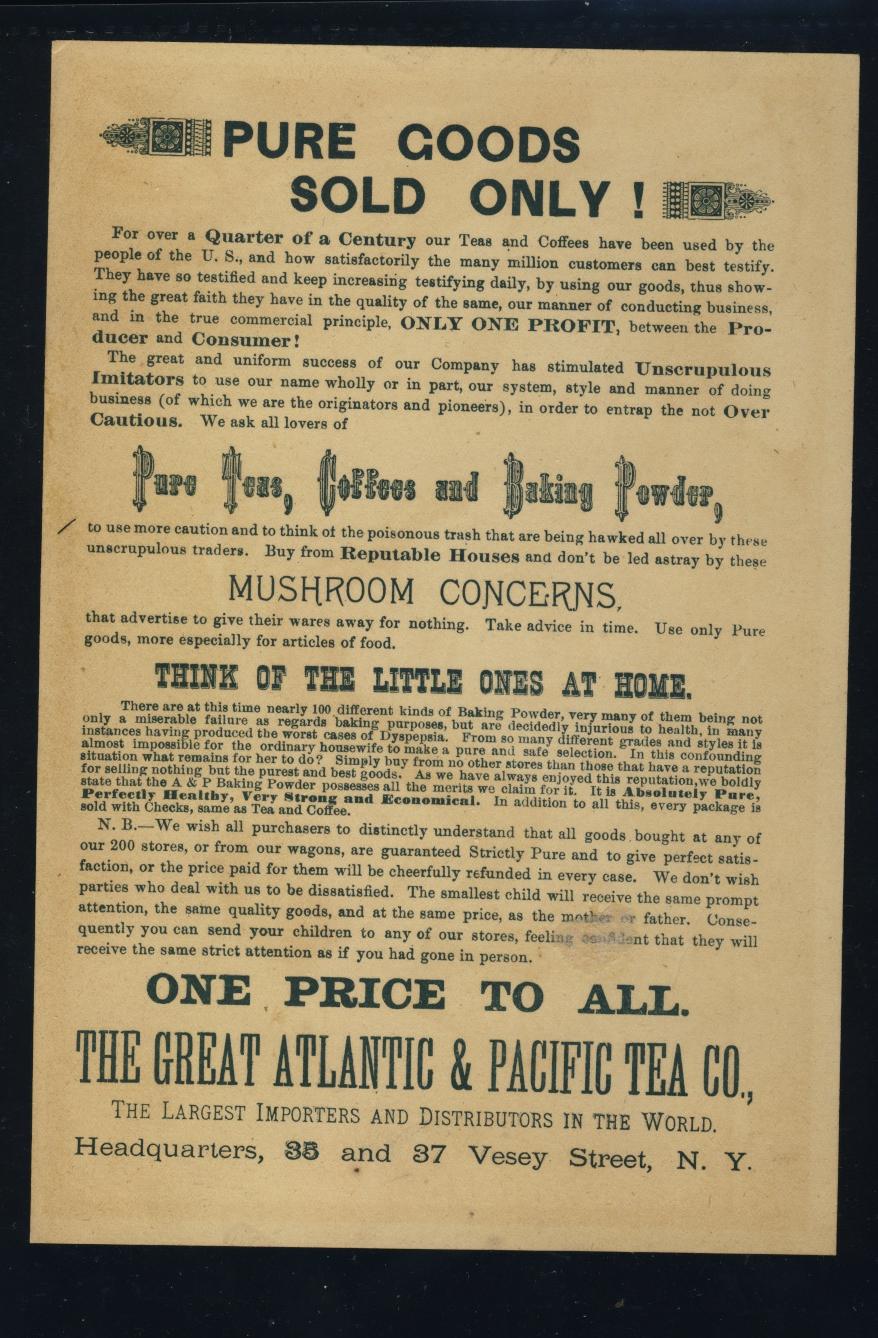 PURE GOODS
SOLD ONLY!
For over a Quarter of a Century our Teas and Coffees have been used by the
people of the U. S., and how satisfactorily the many million customers can best testify.
They have so testified and keep increasing testifying daily, by using our goods, thus show-
ing the great faith they have in the quality of the same, our manner of conducting business,
and in the true commercial principle, ONLY ONE PROFIT, between the Pro-
ducer and Consumer!
The great and uniform success of our Company has stimulated Unscrupulous
Imitators to use our name wholly or in part, our system, style and manner of doing
business (of which we are the originators and pioneers), in order to entrap the not Over
Cautious. We ask all lovers of
Pure Teas, Coffees and Baking Powder,
to use more caution and to think of the poisonous trash that are being hawked all over by these
unscrupulous traders. Buy from Reputable Houses and don't be led astray by these
MUSHROOM CONCERNS,
that advertise to give their wares away for nothing. Take advice in time. Use only Pure
goods, more especially for articles of food.
THINK OF THE LITTLE ONES AT HOME.
There are at this time nearly 100 different kinds of Baking Powder, very many of them being not
only a miserable failure as regards baking purposes, but are decidedly injurious to health, in many
instances having produced the worst cases of Dyspepsia. From so many different grades and styles it is
almost impossible for the ordinary housewife to make a pure and safe selection. In this confounding
situation what remains for her to do? Simply buy from no other stores than those that have a reputation
for selling nothing but the purest and best goods. As we have always enjoyed this reputation, we boldly
state that the A & P Baking Powder possesses all the merits we claim for it. It is Absolutely Pure,
Perfectly Healthy, Very Strong and Economical. In addition to all this, every package is
sold with Checks, same as Tea and Coffee.
N. B.—We wish all purchasers to distinctly understand that all goods bought at any of
our 200 stores, or from our wagons, are guaranteed Strictly Pure and to give perfect satis-
faction, or the price paid for them will be cheerfully refunded in every case. We don't wish
parties who deal with us to be dissatisfied. The smallest child will receive the same prompt
attention, the same quality goods, and at the same price, as the mother or father. Conse-
quently you can send your children to any of our stores, feeling confident that they will
receive the same strict attention as if you had gone in person.
ONE PRICE TO ALL.
THE GREAT ATLANTIC & PACIFIC TEA CO.,
THE LARGEST IMPORTERS AND DISTRIBUTORS IN THE WORLD.
Headquarters, 35 and 37 Vesey Street, N. Y.